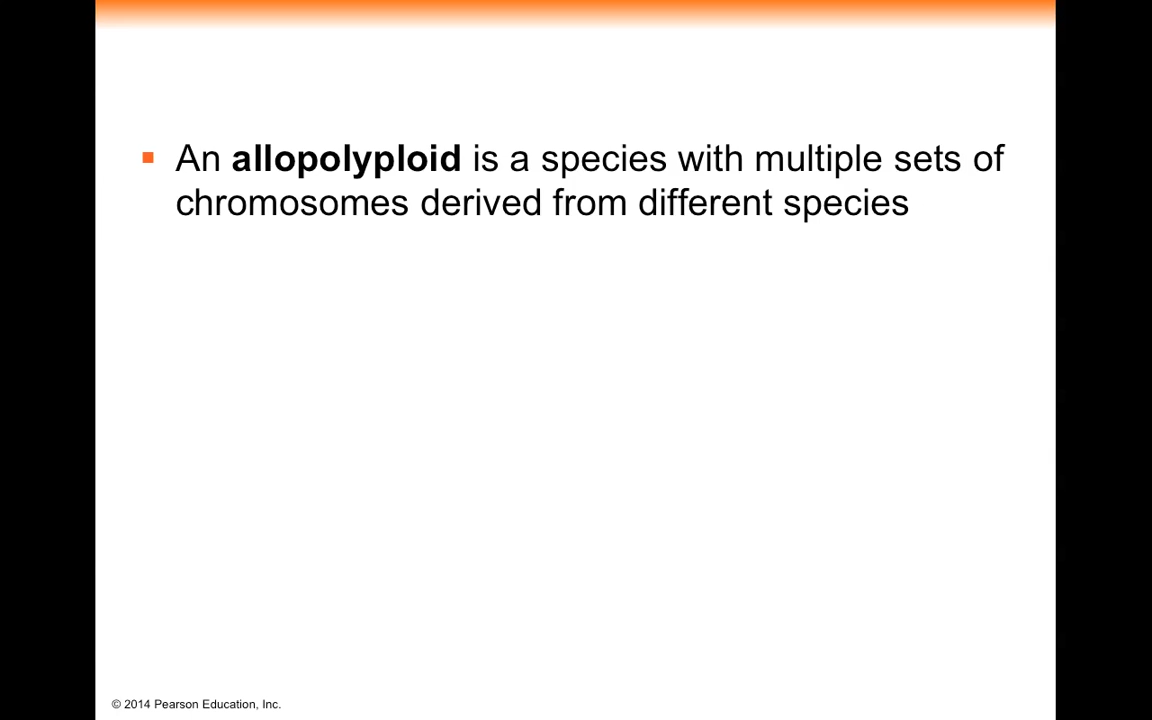 An allopolyploid is a species with multiple sets of
chromosomes derived from different species
© 2014 Pearson Education, Inc.